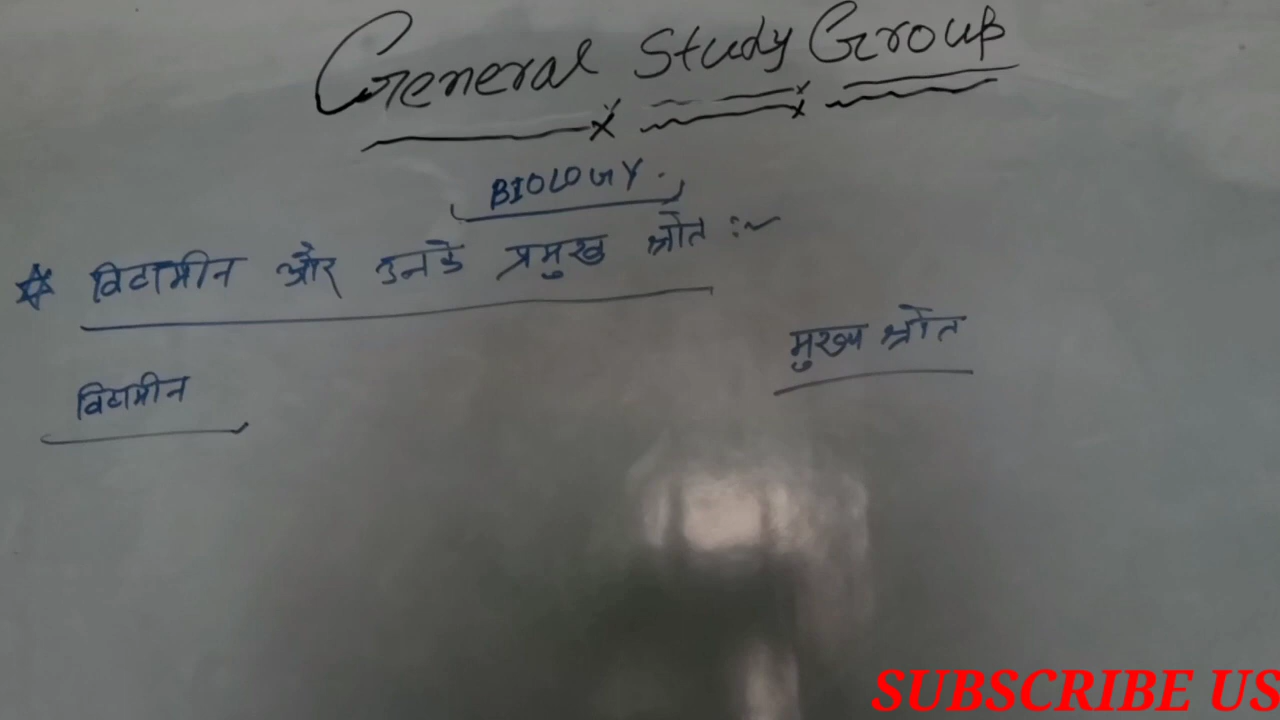 General Study Group
BIOLOGY.
विटामीन और उनके प्रमुख श्रोत :~
मुख्य श्रोत
विटामीन
SUBSCRIBE US